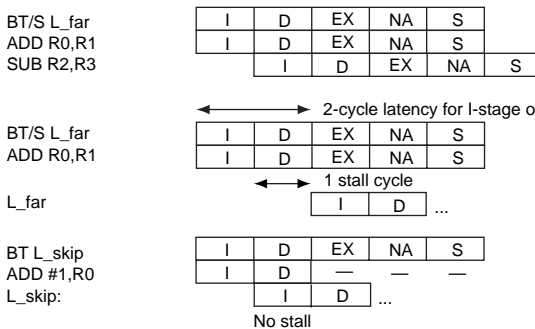 BT/S L_far I D EX NA S
ADD R0,R1 I D EX NA S
SUB R2,R3 I D EX NA S
2-cycle latency for I-stage o
BT/S L_far I D EX NA S
ADD R0,R1 I D EX NA S
1 stall cycle
L_far I D ...
BT L_skip I D EX NA S
ADD #1,R0 I D — — —
L_skip: I D ...
No stall